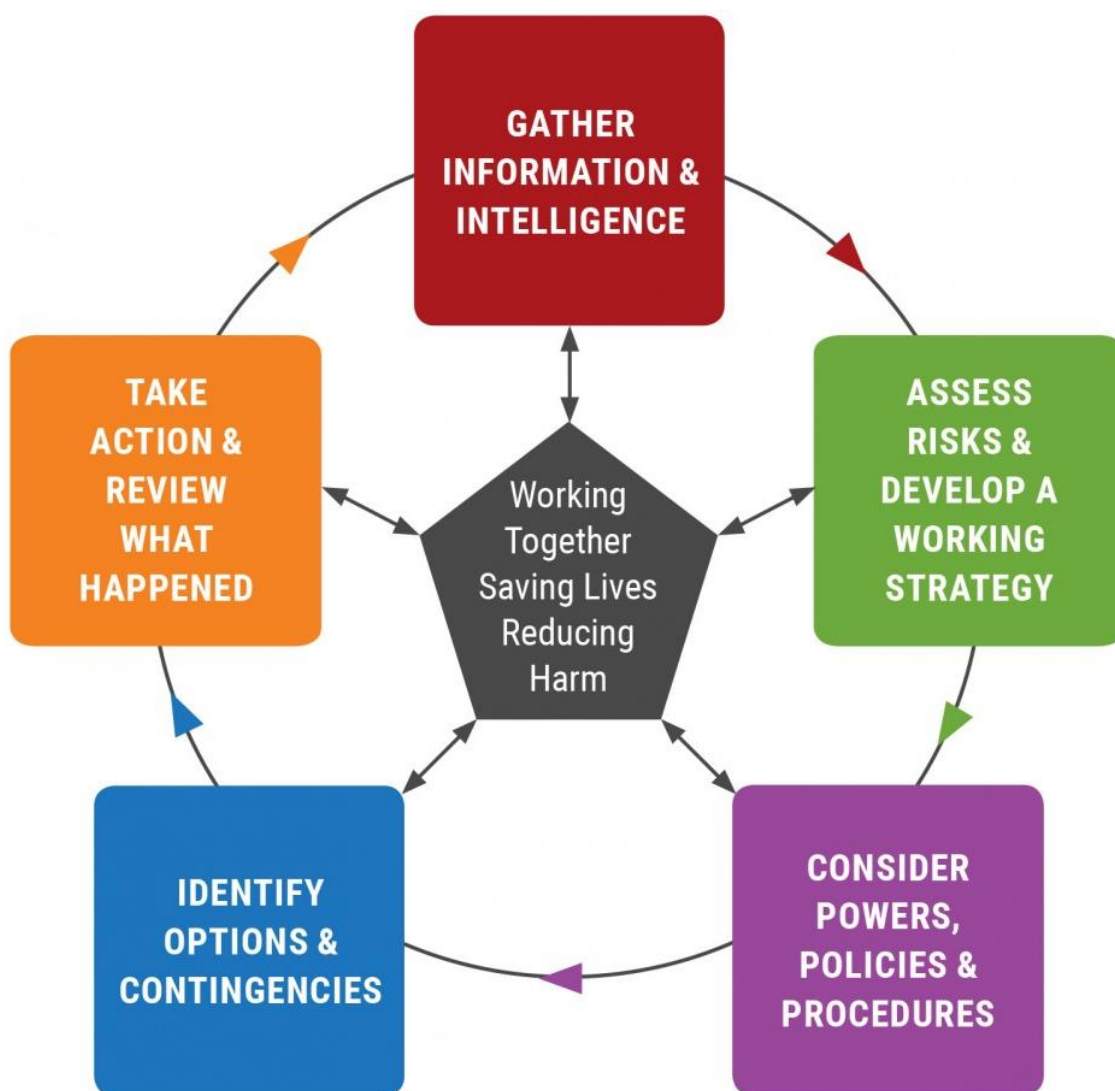 GATHER
INFORMATION &
INTELLIGENCE
ASSESS
RISKS &
DEVELOP A
WORKING
STRATEGY
CONSIDER
POWERS,
POLICIES &
PROCEDURES
IDENTIFY
OPTIONS &
CONTINGENCIES
TAKE
ACTION &
REVIEW
WHAT
HAPPENED
Working
Together
Saving Lives
Reducing
Harm